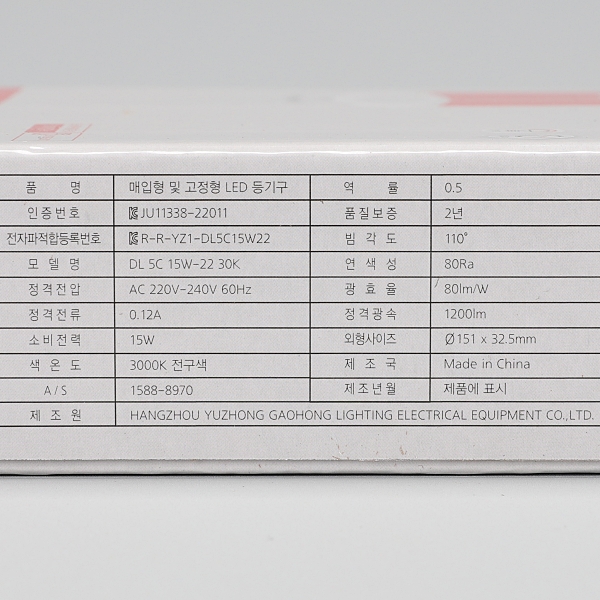 품 명 매입형 및 고정형 LED 등기구 역 률 0.5
인증번호 JU11338-22011 품질보증 2년
전자파적합등록번호 R-R-YZ1-DL5C15W22 빔 각 도 110°
모 델 명 DL 5C 15W-22 30K 연 색 성 80Ra
정격전압 AC 220V-240V 60Hz 광 효 율 80lm/W
정격전류 0.12A 정격광속 1200lm
소비전력 15W 외형사이즈 Ø151 x 32.5mm
색 온 도 3000K 전구색 제 조 국 Made in China
A / S 1588-8970 제조년월 제품에 표시
제 조 원 HANGZHOU YUZHONG GAOHONG LIGHTING ELECTRICAL EQUIPMENT CO.,LTD.